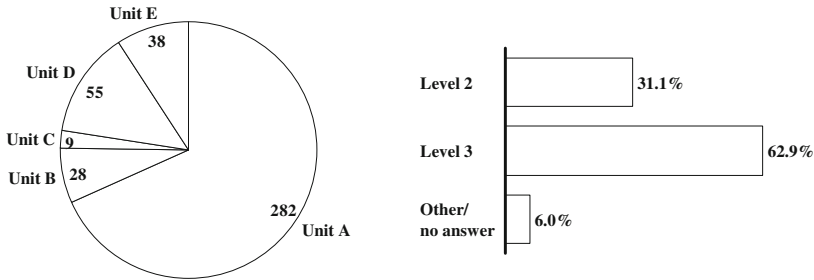 Unit E
38
Unit D
55
Unit C
9
Unit B
28
282
Unit A
Level 2
31.1%
Level 3
62.9%
Other/
no answer
6.0%